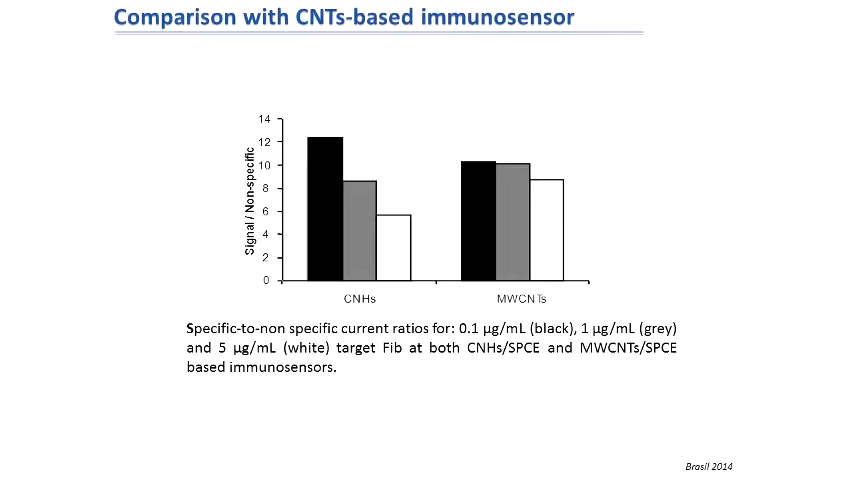 Comparison with CNTs-based immunosensor
14
12
10
8
6
4
2
0
Signal / Non-specific
CNHs
MWCNTs
Specific-to-non specific current ratios for: 0.1 µg/mL (black), 1 µg/mL (grey)
and 5 µg/mL (white) target Fib at both CNHs/SPCE and MWCNTs/SPCE
based immunosensors.
Brasil 2014